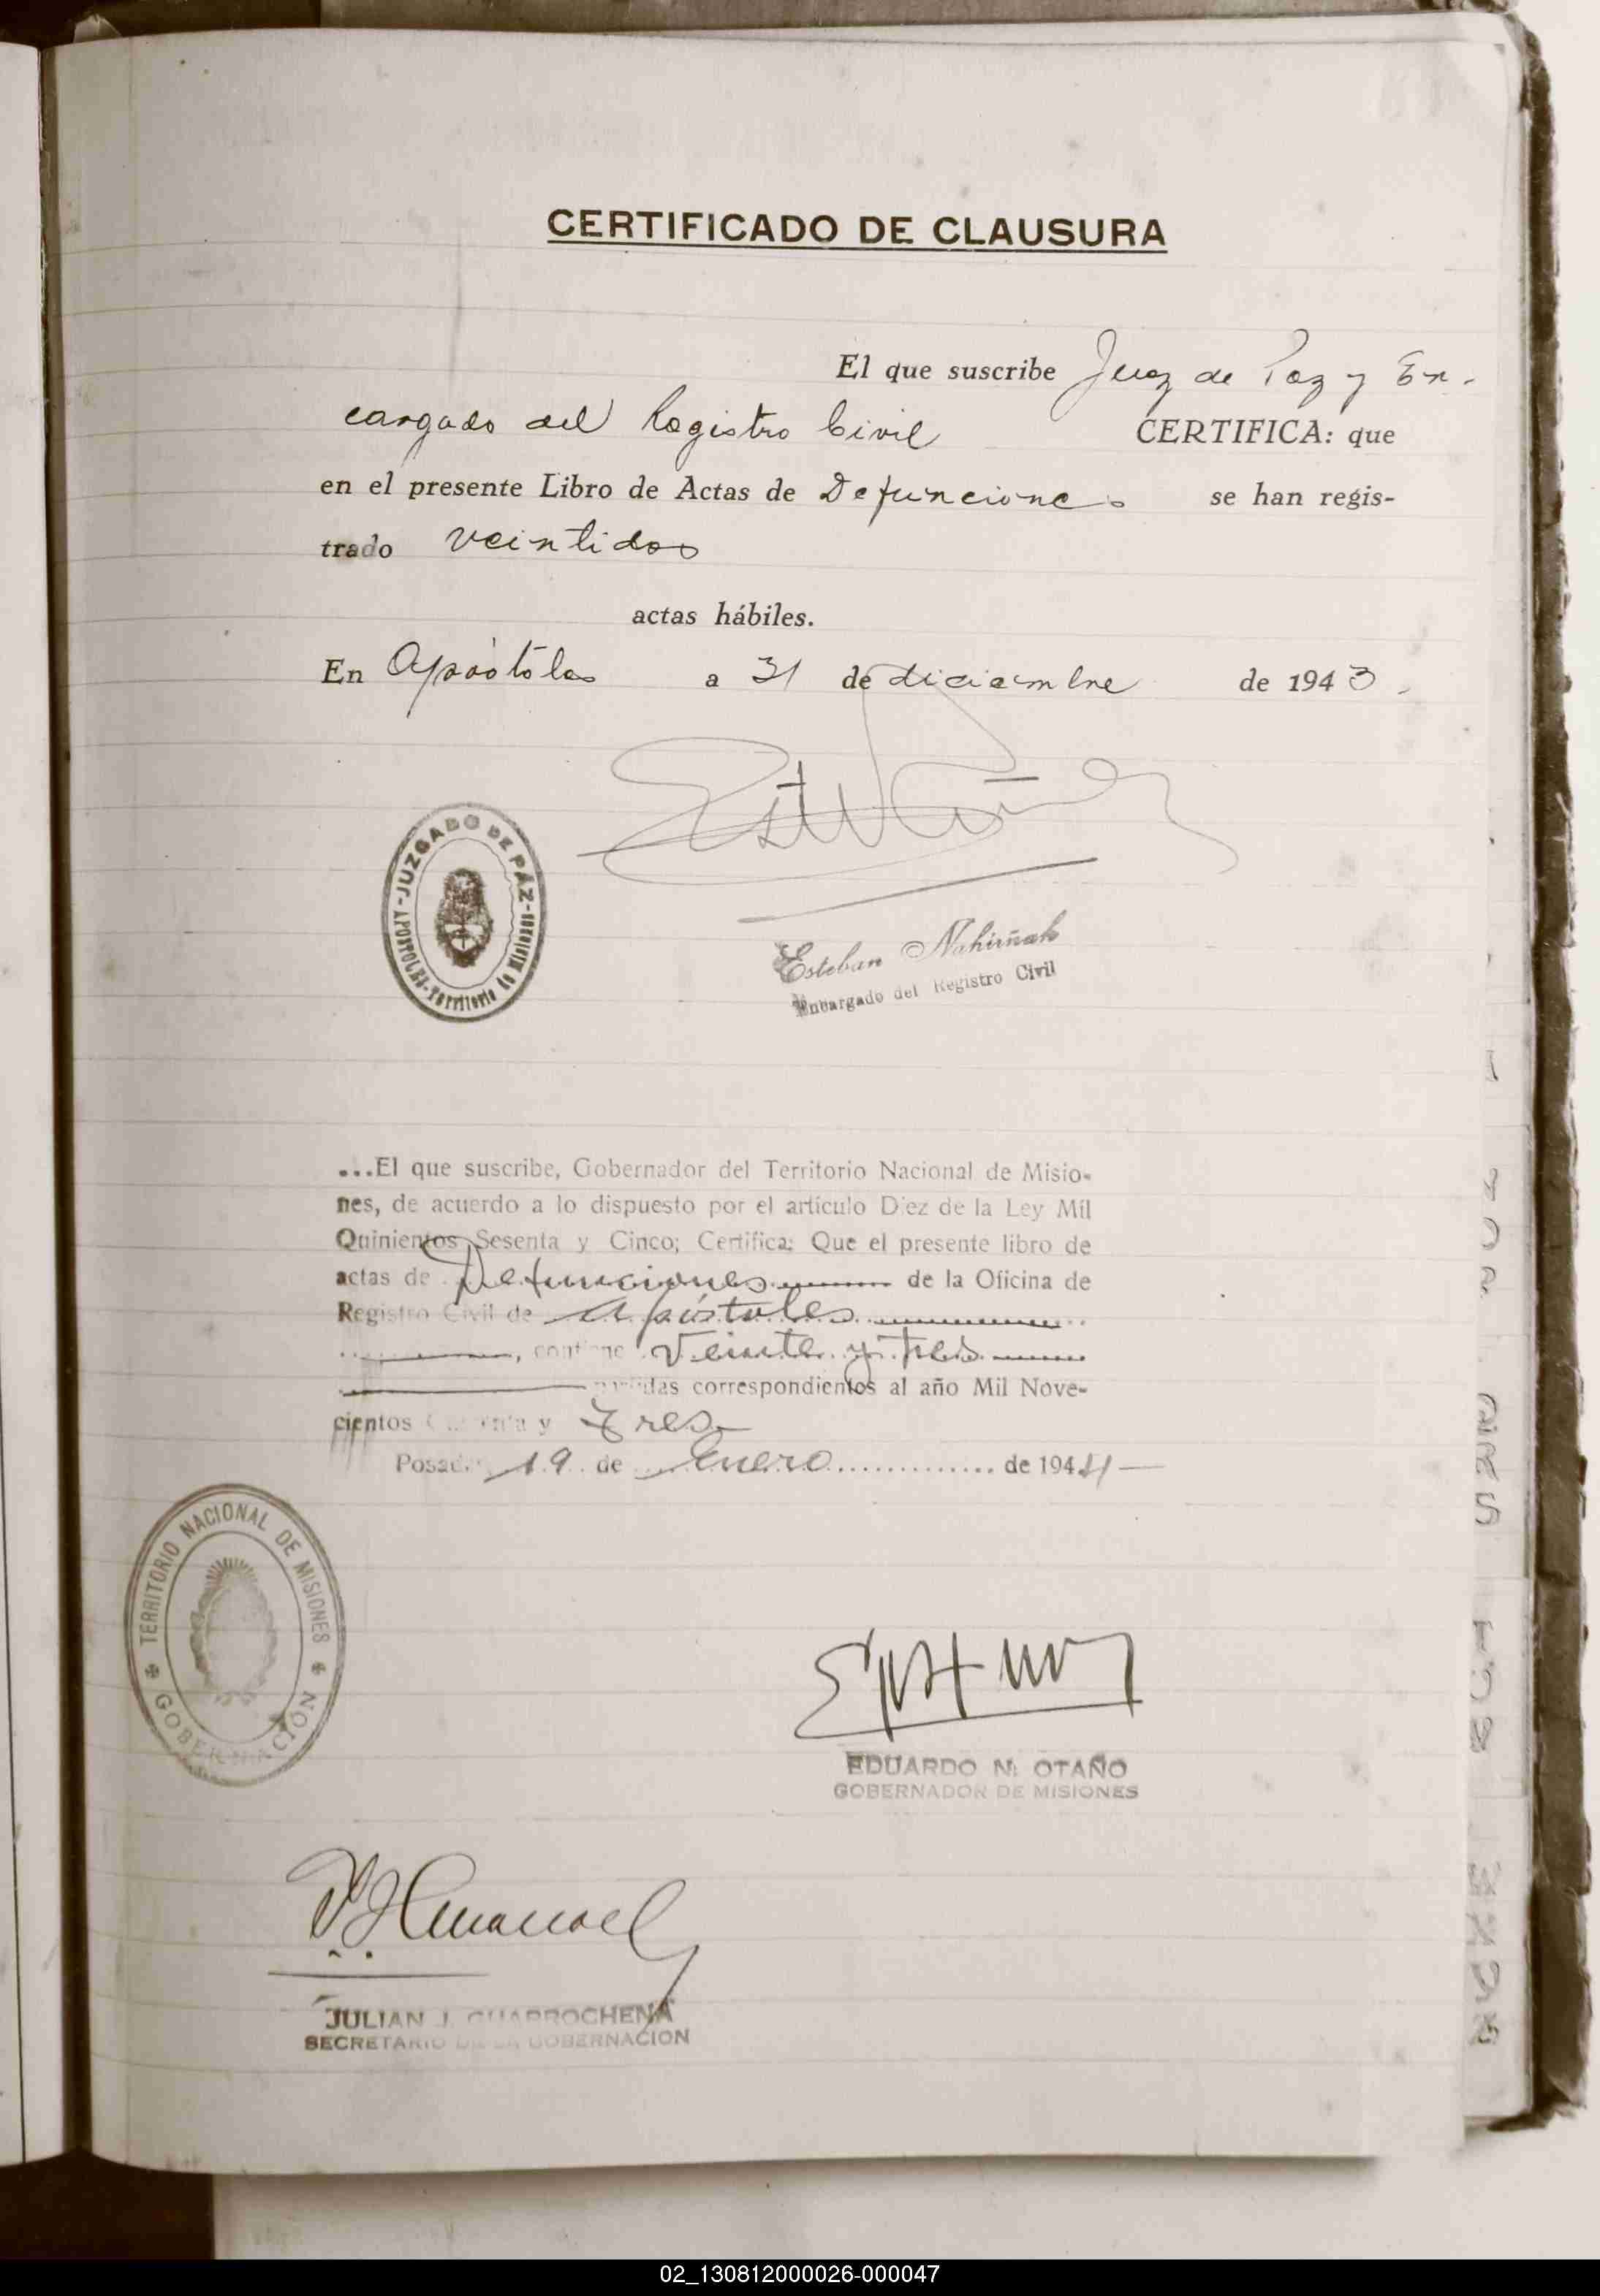 CERTIFICADO DE CLAUSURA
El que suscribe Juez de Paz y En-
cargado del Registro Civil CERTIFICA: que
en el presente Libro de Actas de Defunciones se han regis-
trado veintidos
actas hábiles.
En Apóstoles a 31 de diciembre de 1943.
JUZGADO DE PÁZ
APOSTOLES - Territorio de Misiones
Esteban Nahirñak
Encargado del Registro Civil
...El que suscribe, Gobernador del Territorio Nacional de Misio-
nes, de acuerdo a lo dispuesto por el artículo Diez de la Ley Mil
Quinientos Sesenta y Cinco; Certifica: Que el presente libro de
actas de Defunciones de la Oficina de
Registro Civil de Apóstoles
, contiene Veinte y tres
partidas correspondientes al año Mil Nove-
cientos Cuarenta y Tres
Posadas 19 de Enero de 1944
TERRITORIO NACIONAL DE MISIONES
GOBERNACIÓN
EDUARDO N. OTAÑO
GOBERNADOR DE MISIONES
JULIAN J. GUARROCHENA
SECRETARIO DE LA GOBERNACION
02_130812000026-000047